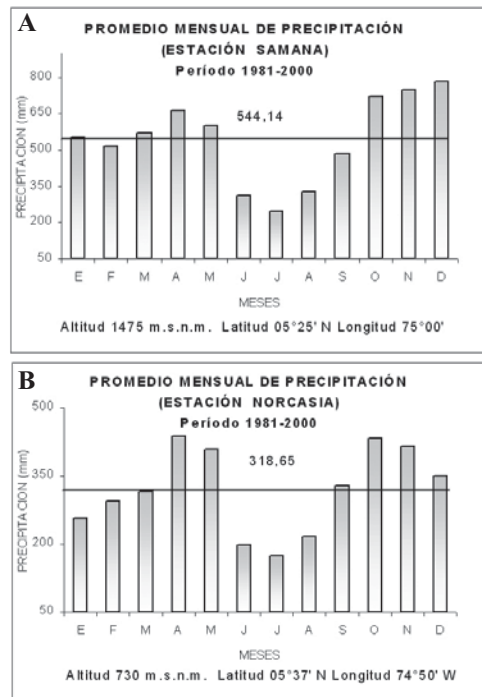 A
PROMEDIO MENSUAL DE PRECIPITACIÓN
(ESTACIÓN SAMANA)
Período 1981-2000
PRECIPITACION (mm)
800
650
500
350
200
50
544,14
E F M A M J J A S O N D
MESES
Altitud 1475 m.s.n.m. Latitud 05°25' N Longitud 75°00'
B
PROMEDIO MENSUAL DE PRECIPITACIÓN
(ESTACIÓN NORCASIA)
Período 1981-2000
PRECIPITACION (mm)
500
350
200
50
318,65
E F M A M J J A S O N D
MESES
Altitud 730 m.s.n.m. Latitud 05°37' N Longitud 74°50' W